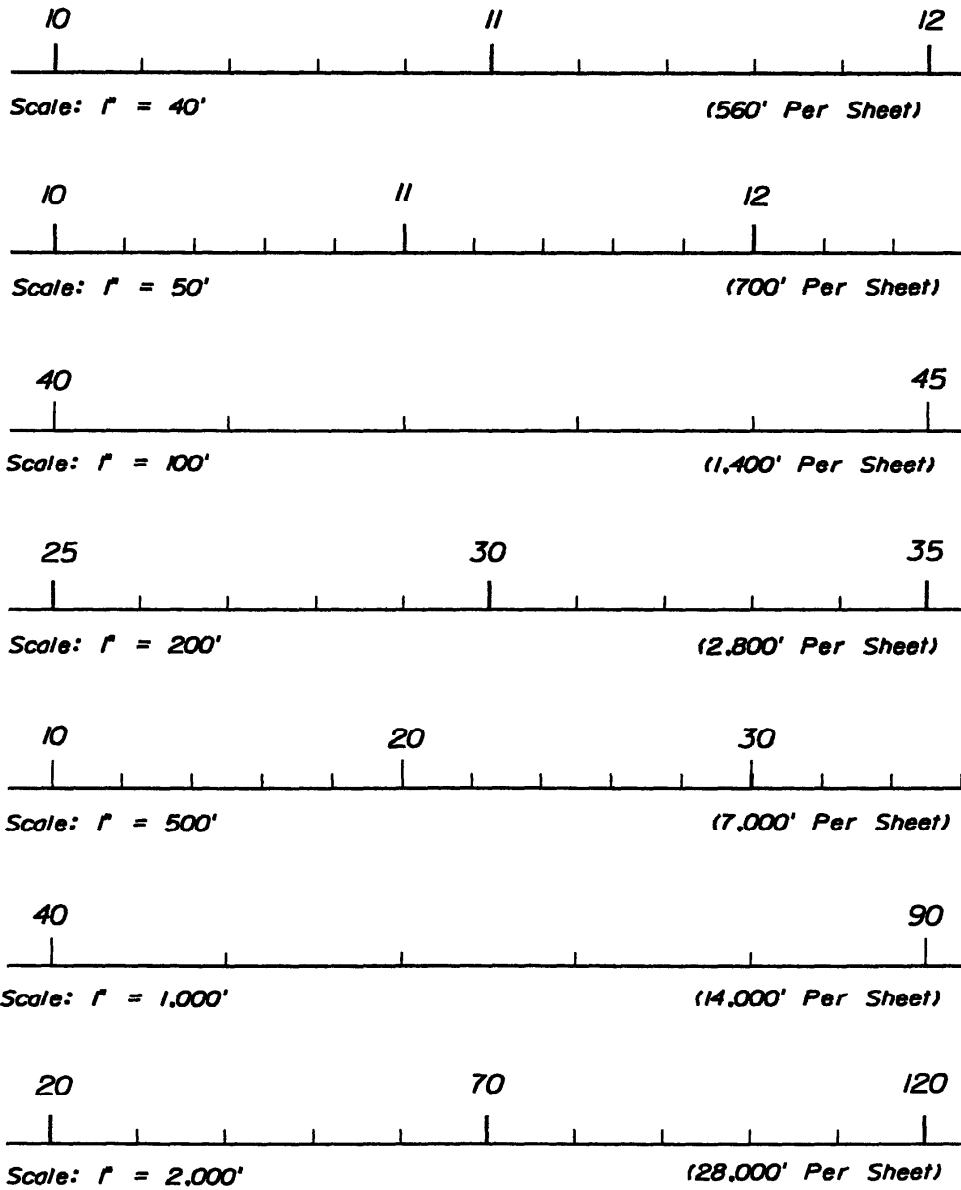 10 11 12
Scale: 1" = 40' (560' Per Sheet)
10 11 12
Scale: 1" = 50' (700' Per Sheet)
40 45
Scale: 1" = 100' (1,400' Per Sheet)
25 30 35
Scale: 1" = 200' (2,800' Per Sheet)
10 20 30
Scale: 1" = 500' (7,000' Per Sheet)
40 90
Scale: 1" = 1,000' (14,000' Per Sheet)
20 70 120
Scale: 1" = 2,000' (28,000' Per Sheet)